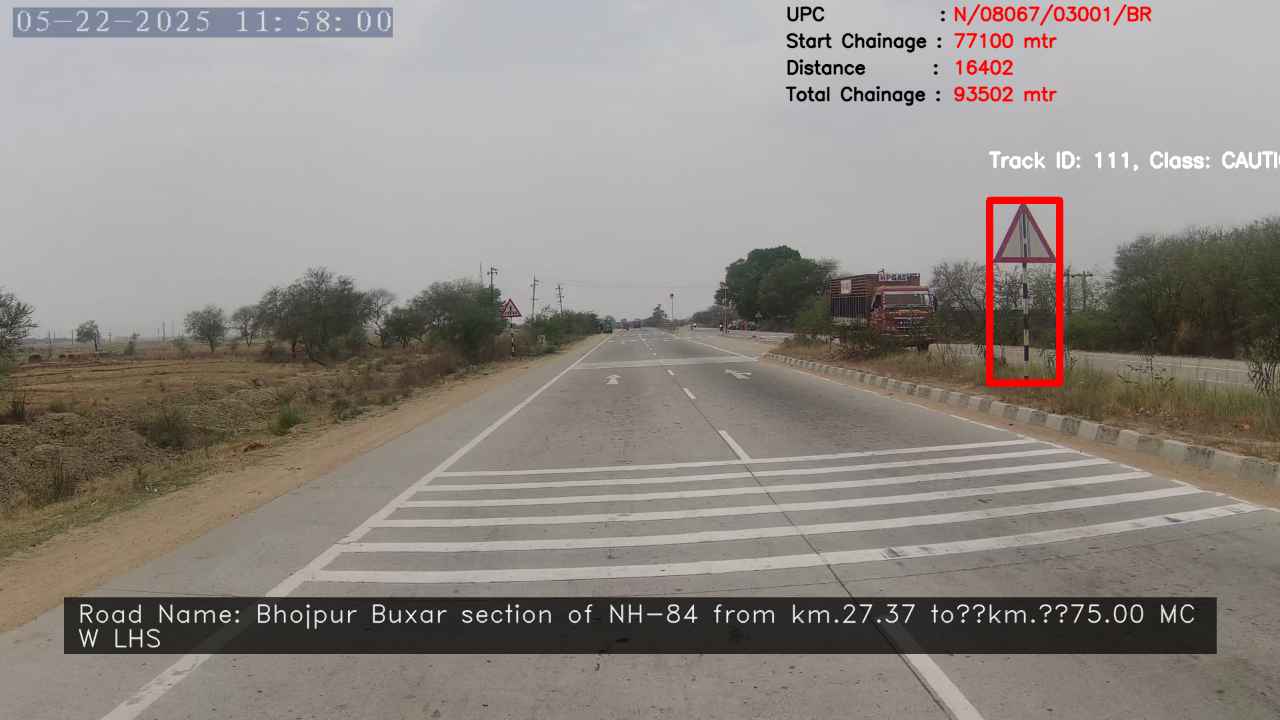 05-22-2025 11:58:00
UPC : N/08067/03001/BR
Start Chainage : 77100 mtr
Distance : 16402
Total Chainage : 93502 mtr
Track ID: 111, Class: CAUTI
Road Name: Bhojpur Buxar section of NH-84 from km.27.37 to??km.??75.00 MC
W LHS